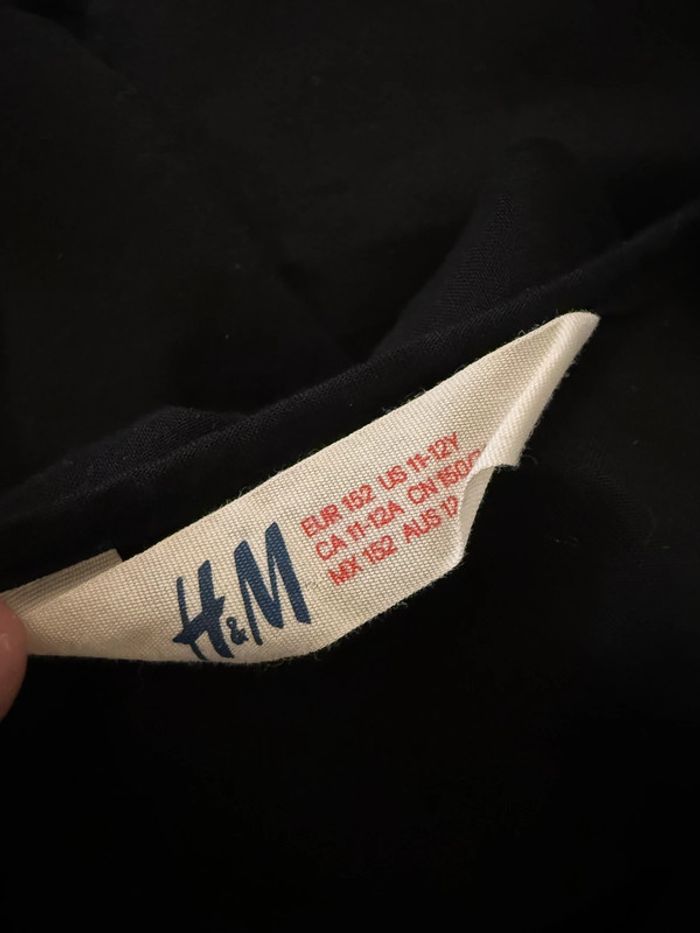 H&M
EUR 152 US 11-12Y
CA 11-12A CN 150
MX 152 AUS 12